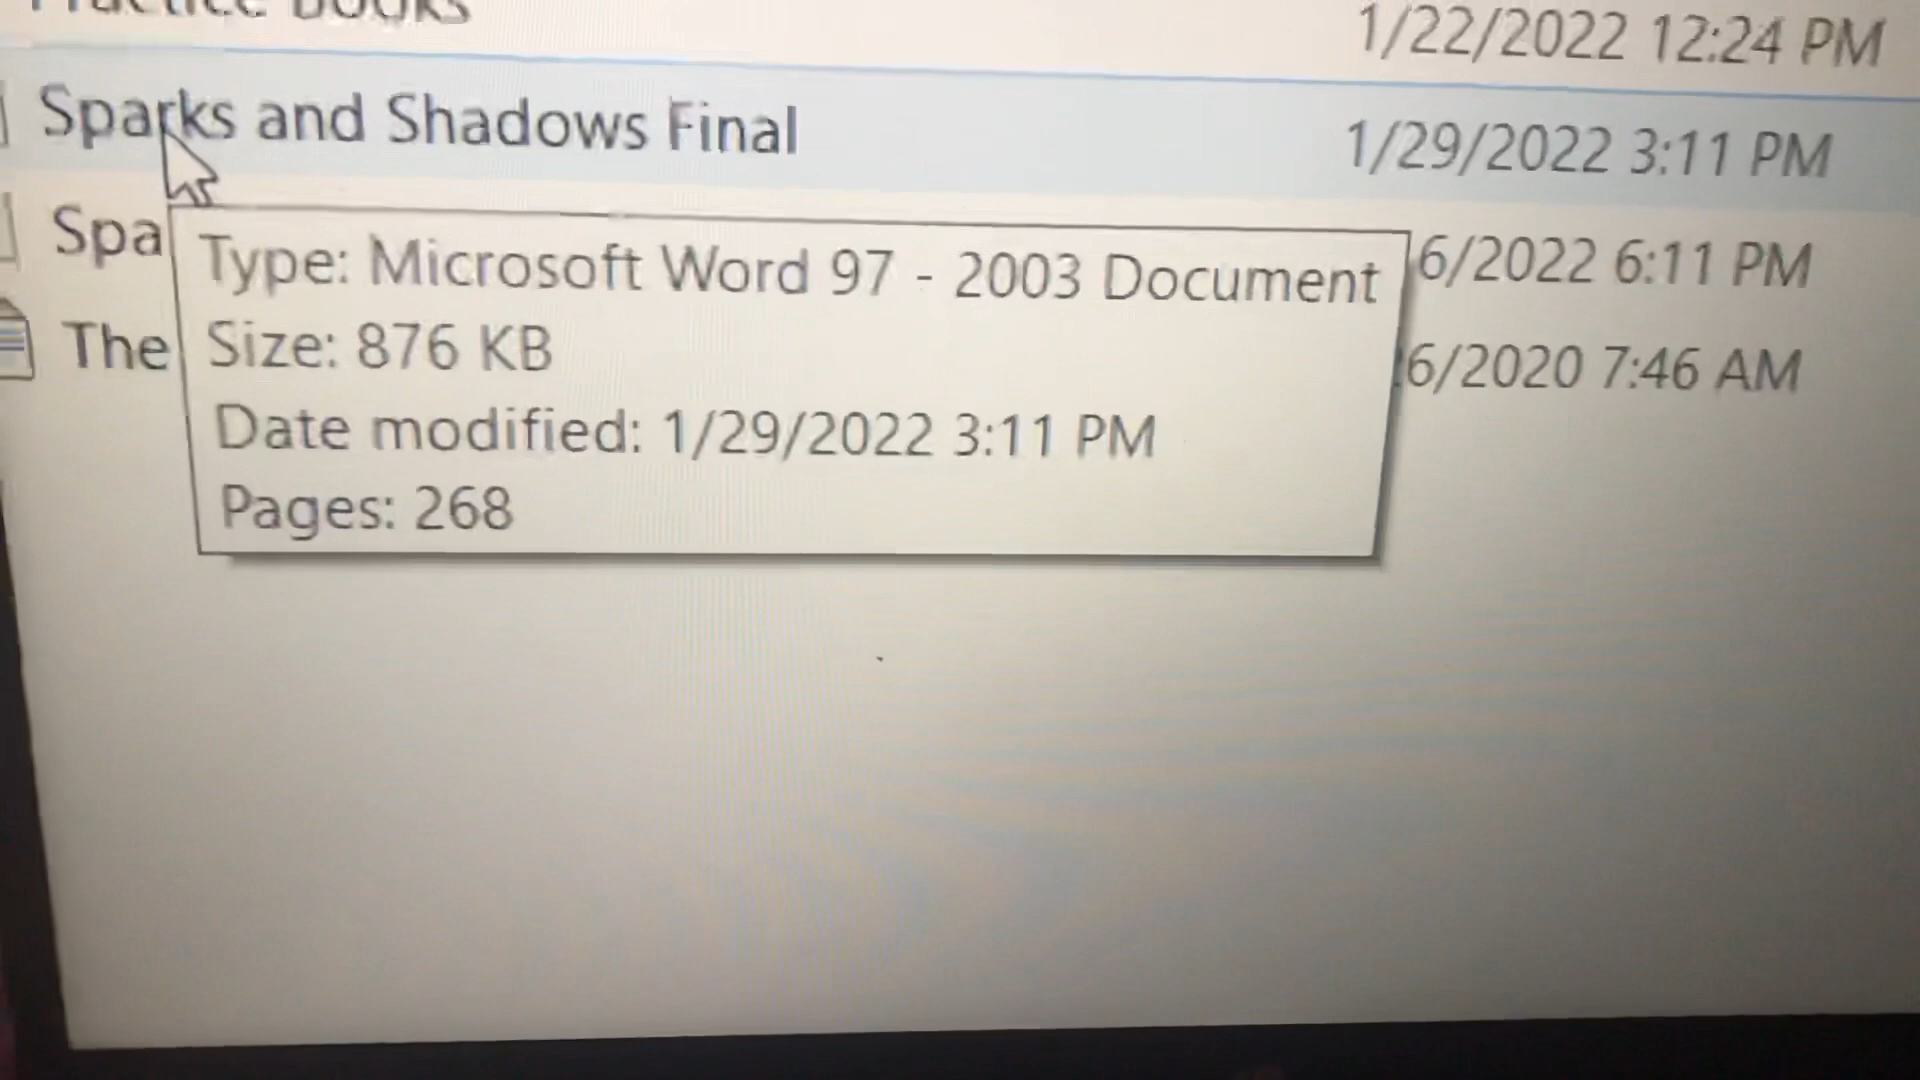 Practice Books 1/22/2022 12:24 PM
Sparks and Shadows Final 1/29/2022 3:11 PM
Spa 6/2022 6:11 PM
The 6/2020 7:46 AM
Type: Microsoft Word 97 - 2003 Document
Size: 876 KB
Date modified: 1/29/2022 3:11 PM
Pages: 268